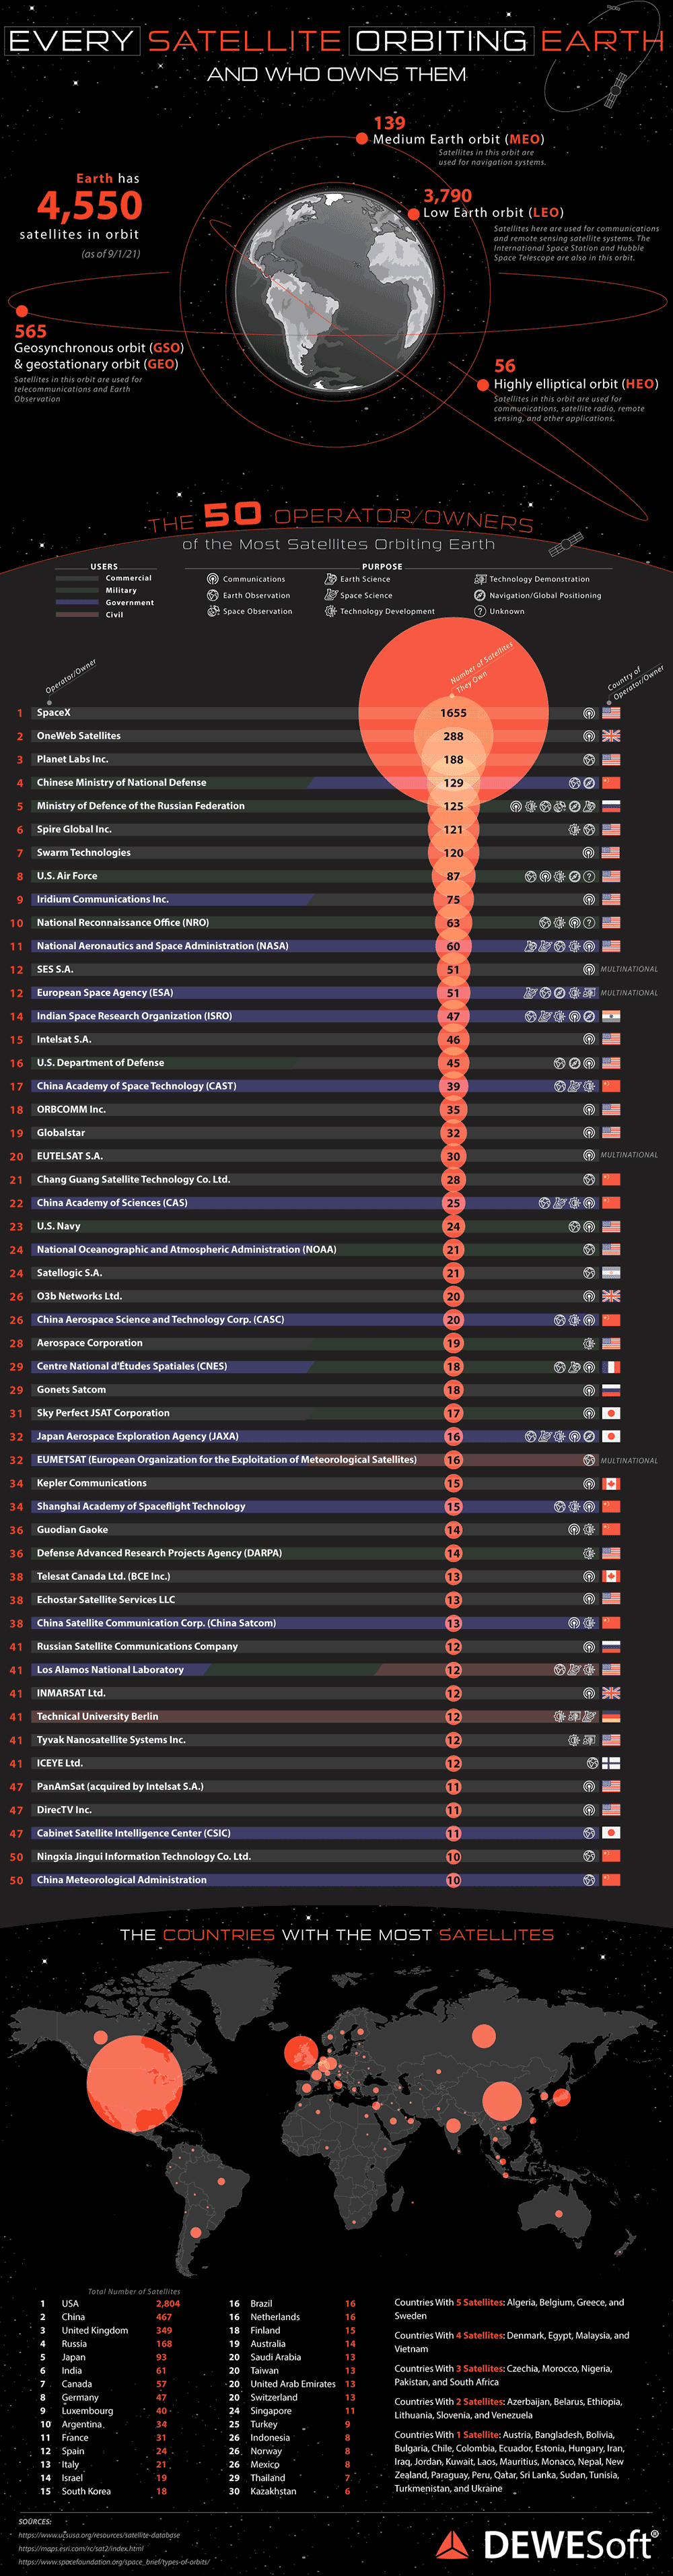 EVERY SATELLITE ORBITING EARTH
AND WHO OWNS THEM
139
Medium Earth orbit (MEO)
Satellites in this orbit are
used for navigation systems.
Earth has
4,550
satellites in orbit
(as of 9/1/21)
3,790
Low Earth orbit (LEO)
Satellites here are used for communications
and remote sensing satellite systems. The
International Space Station and Hubble
Space Telescope are also in this orbit.
565
Geosynchronous orbit (GSO)
& geostationary orbit (GEO)
Satellites in this orbit are used for
telecommunications and Earth
Observation
56
Highly elliptical orbit (HEO)
Satellites in this orbit are used for
communications, satellite radio, remote
sensing, and other applications.
THE 50 OPERATOR/OWNERS
of the Most Satellites Orbiting Earth
USERS
Commercial
Military
Government
Civil
PURPOSE
Communications
Earth Observation
Space Observation
Earth Science
Space Science
Technology Development
Technology Demonstration
Navigation/Global Positioning
? Unknown
Operator/Owner
Number of Satellites
They Own
Country of
Operator/Owner
1 SpaceX 1655
2 OneWeb Satellites 288
3 Planet Labs Inc. 188
4 Chinese Ministry of National Defense 129
5 Ministry of Defence of the Russian Federation 125
6 Spire Global Inc. 121
7 Swarm Technologies 120
8 U.S. Air Force 87 ?
9 Iridium Communications Inc. 75
10 National Reconnaissance Office (NRO) 63 ?
11 National Aeronautics and Space Administration (NASA) 60
12 SES S.A. 51 MULTINATIONAL
12 European Space Agency (ESA) 51 MULTINATIONAL
14 Indian Space Research Organization (ISRO) 47
15 Intelsat S.A. 46
16 U.S. Department of Defense 45
17 China Academy of Space Technology (CAST) 39
18 ORBCOMM Inc. 35
19 Globalstar 32
20 EUTELSAT S.A. 30 MULTINATIONAL
21 Chang Guang Satellite Technology Co. Ltd. 28
22 China Academy of Sciences (CAS) 25
23 U.S. Navy 24
24 National Oceanographic and Atmospheric Administration (NOAA) 21
24 Satellogic S.A. 21
26 O3b Networks Ltd. 20
26 China Aerospace Science and Technology Corp. (CASC) 20
28 Aerospace Corporation 19
29 Centre National d'Études Spatiales (CNES) 18
29 Gonets Satcom 18
31 Sky Perfect JSAT Corporation 17
32 Japan Aerospace Exploration Agency (JAXA) 16
32 EUMETSAT (European Organization for the Exploitation of Meteorological Satellites) 16 MULTINATIONAL
34 Kepler Communications 15
34 Shanghai Academy of Spaceflight Technology 15
36 Guodian Gaoke 14
36 Defense Advanced Research Projects Agency (DARPA) 14
38 Telesat Canada Ltd. (BCE Inc.) 13
38 Echostar Satellite Services LLC 13
38 China Satellite Communication Corp. (China Satcom) 13
41 Russian Satellite Communications Company 12
41 Los Alamos National Laboratory 12
41 INMARSAT Ltd. 12
41 Technical University Berlin 12
41 Tyvak Nanosatellite Systems Inc. 12
41 ICEYE Ltd. 12
47 PanAmSat (acquired by Intelsat S.A.) 11
47 DirecTV Inc. 11
47 Cabinet Satellite Intelligence Center (CSIC) 11
50 Ningxia Jingui Information Technology Co. Ltd. 10
50 China Meteorological Administration 10
THE COUNTRIES WITH THE MOST SATELLITES
Total Number of Satellites
1 USA 2,804
2 China 467
3 United Kingdom 349
4 Russia 168
5 Japan 93
6 India 61
7 Canada 57
8 Germany 47
9 Luxembourg 40
10 Argentina 34
11 France 31
12 Spain 24
13 Italy 21
14 Israel 19
15 South Korea 18
16 Brazil 16
16 Netherlands 16
18 Finland 15
19 Australia 14
20 Saudi Arabia 13
20 Taiwan 13
20 United Arab Emirates 13
20 Switzerland 13
24 Singapore 11
25 Turkey 9
26 Indonesia 8
26 Norway 8
26 Mexico 8
29 Thailand 7
30 Kazakhstan 6
Countries With 5 Satellites: Algeria, Belgium, Greece, and
Sweden
Countries With 4 Satellites: Denmark, Egypt, Malaysia, and
Vietnam
Countries With 3 Satellites: Czechia, Morocco, Nigeria,
Pakistan, and South Africa
Countries With 2 Satellites: Azerbaijan, Belarus, Ethiopia,
Lithuania, Slovenia, and Venezuela
Countries With 1 Satellite: Austria, Bangladesh, Bolivia,
Bulgaria, Chile, Colombia, Ecuador, Estonia, Hungary, Iran,
Iraq, Jordan, Kuwait, Laos, Mauritius, Monaco, Nepal, New
Zealand, Paraguay, Peru, Qatar, Sri Lanka, Sudan, Tunisia,
Turkmenistan, and Ukraine
SOURCES:
https://www.ucsusa.org/resources/satellite-database
https://maps.esri.com/rc/sat2/index.html
https://www.spacefoundation.org/space_brief/types-of-orbits/
DEWESoft®